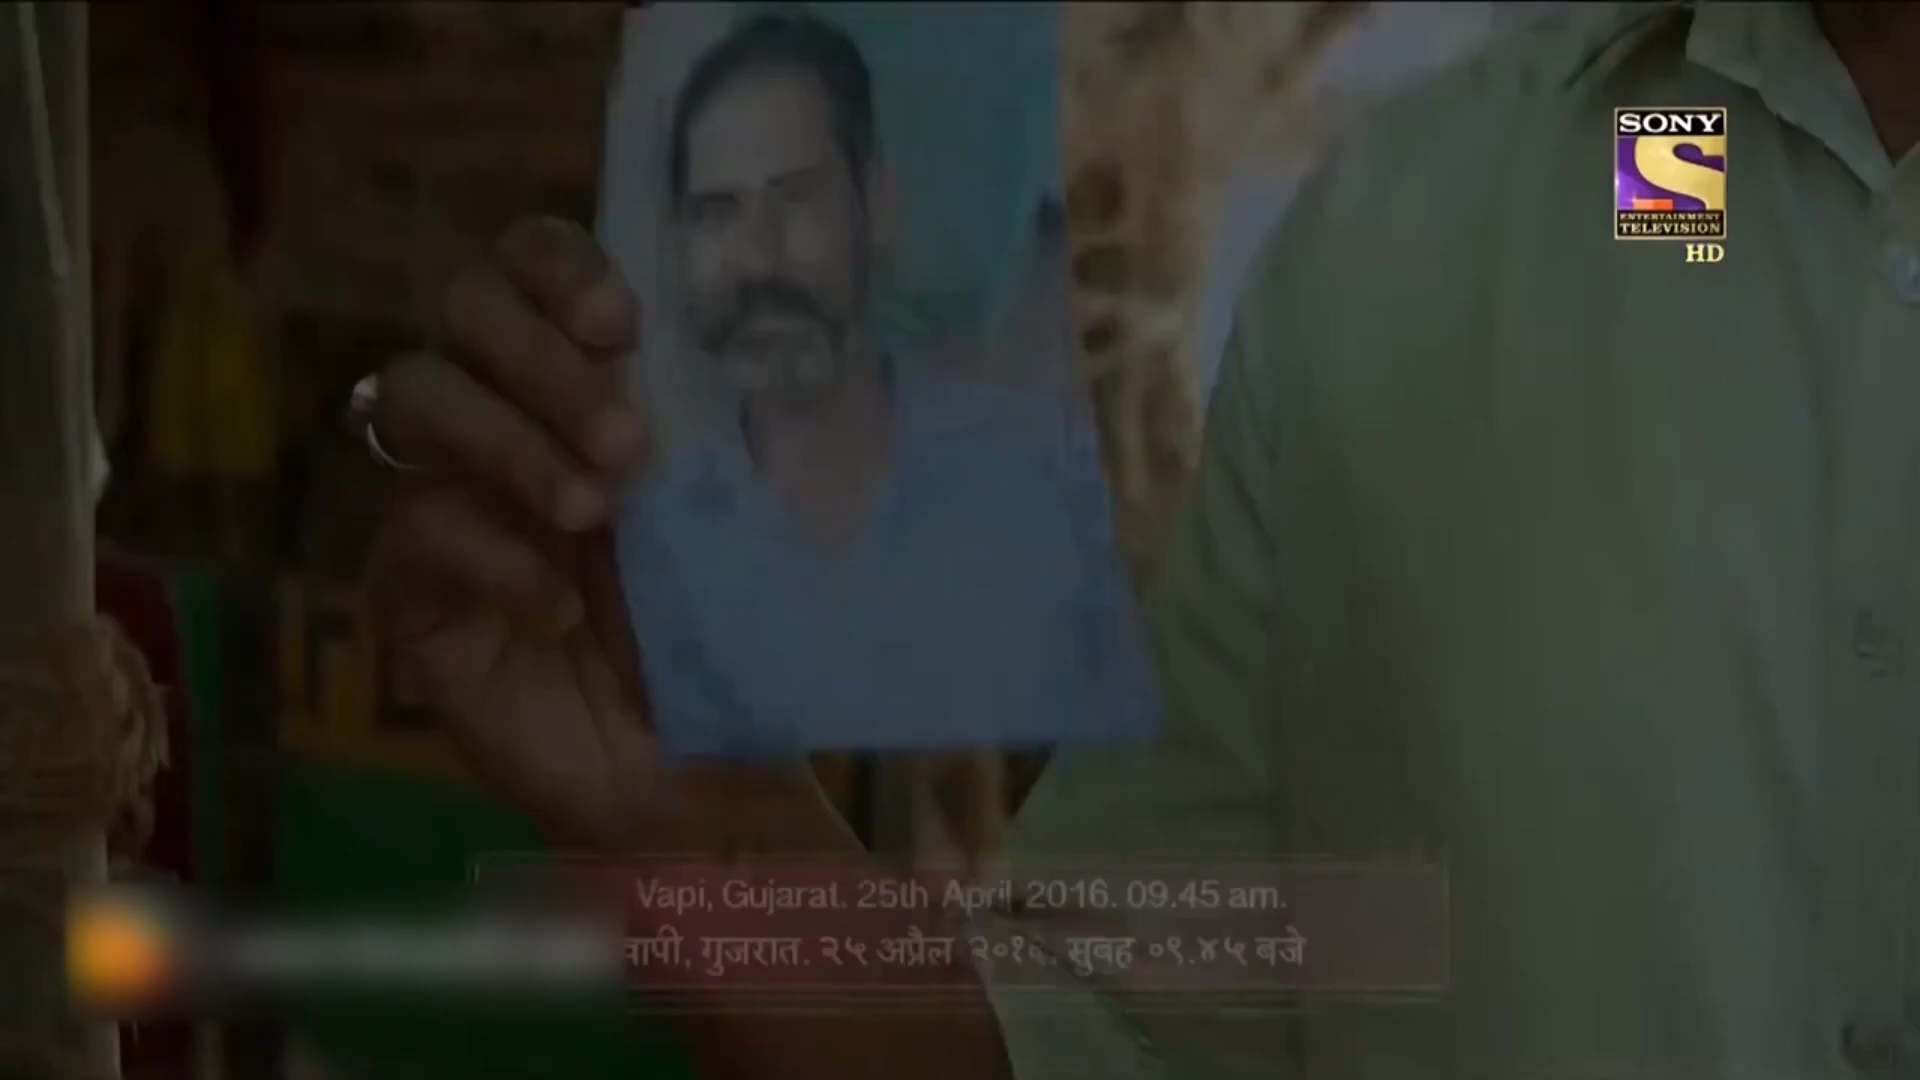 SONY
ENTERTAINMENT
TELEVISION
HD
Vapi, Gujarat. 25th April 2016. 09.45 am.
वापी, गुजरात. २५ अप्रैल २०१६. सुबह ०९.४५ बजे